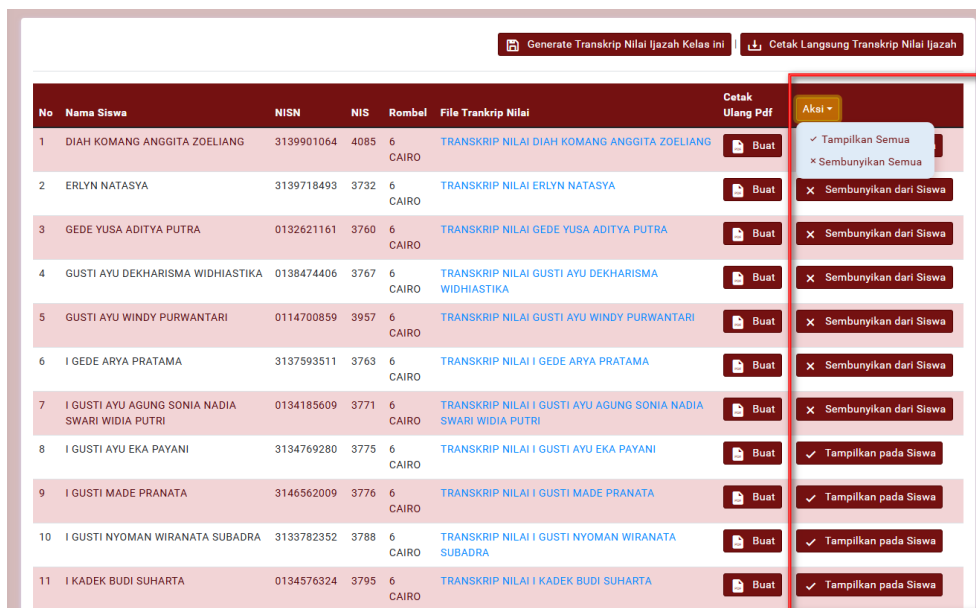 Generate Transkrip Nilai Ijazah Kelas ini | Cetak Langsung Transkrip Nilai Ijazah
No Nama Siswa NISN NIS Rombel File Trankrip Nilai Cetak Ulang Pdf Aksi
Tampilkan Semua
Sembunyikan Semua
1 DIAH KOMANG ANGGITA ZOELIANG 3139901064 4085 6 CAIRO TRANSKRIP NILAI DIAH KOMANG ANGGITA ZOELIANG Buat
2 ERLYN NATASYA 3139718493 3732 6 CAIRO TRANSKRIP NILAI ERLYN NATASYA Buat Sembunyikan dari Siswa
3 GEDE YUSA ADITYA PUTRA 0132621161 3760 6 CAIRO TRANSKRIP NILAI GEDE YUSA ADITYA PUTRA Buat Sembunyikan dari Siswa
4 GUSTI AYU DEKHARISMA WIDHIASTIKA 0138474406 3767 6 CAIRO TRANSKRIP NILAI GUSTI AYU DEKHARISMA WIDHIASTIKA Buat Sembunyikan dari Siswa
5 GUSTI AYU WINDY PURWANTARI 0114700859 3957 6 CAIRO TRANSKRIP NILAI GUSTI AYU WINDY PURWANTARI Buat Sembunyikan dari Siswa
6 I GEDE ARYA PRATAMA 3137593511 3763 6 CAIRO TRANSKRIP NILAI I GEDE ARYA PRATAMA Buat Sembunyikan dari Siswa
7 I GUSTI AYU AGUNG SONIA NADIA SWARI WIDIA PUTRI 0134185609 3771 6 CAIRO TRANSKRIP NILAI I GUSTI AYU AGUNG SONIA NADIA SWARI WIDIA PUTRI Buat Sembunyikan dari Siswa
8 I GUSTI AYU EKA PAYANI 3134769280 3775 6 CAIRO TRANSKRIP NILAI I GUSTI AYU EKA PAYANI Buat Tampilkan pada Siswa
9 I GUSTI MADE PRANATA 3146562009 3776 6 CAIRO TRANSKRIP NILAI I GUSTI MADE PRANATA Buat Tampilkan pada Siswa
10 I GUSTI NYOMAN WIRANATA SUBADRA 3133782352 3788 6 CAIRO TRANSKRIP NILAI I GUSTI NYOMAN WIRANATA SUBADRA Buat Tampilkan pada Siswa
11 I KADEK BUDI SUHARTA 0134576324 3795 6 CAIRO TRANSKRIP NILAI I KADEK BUDI SUHARTA Buat Tampilkan pada Siswa